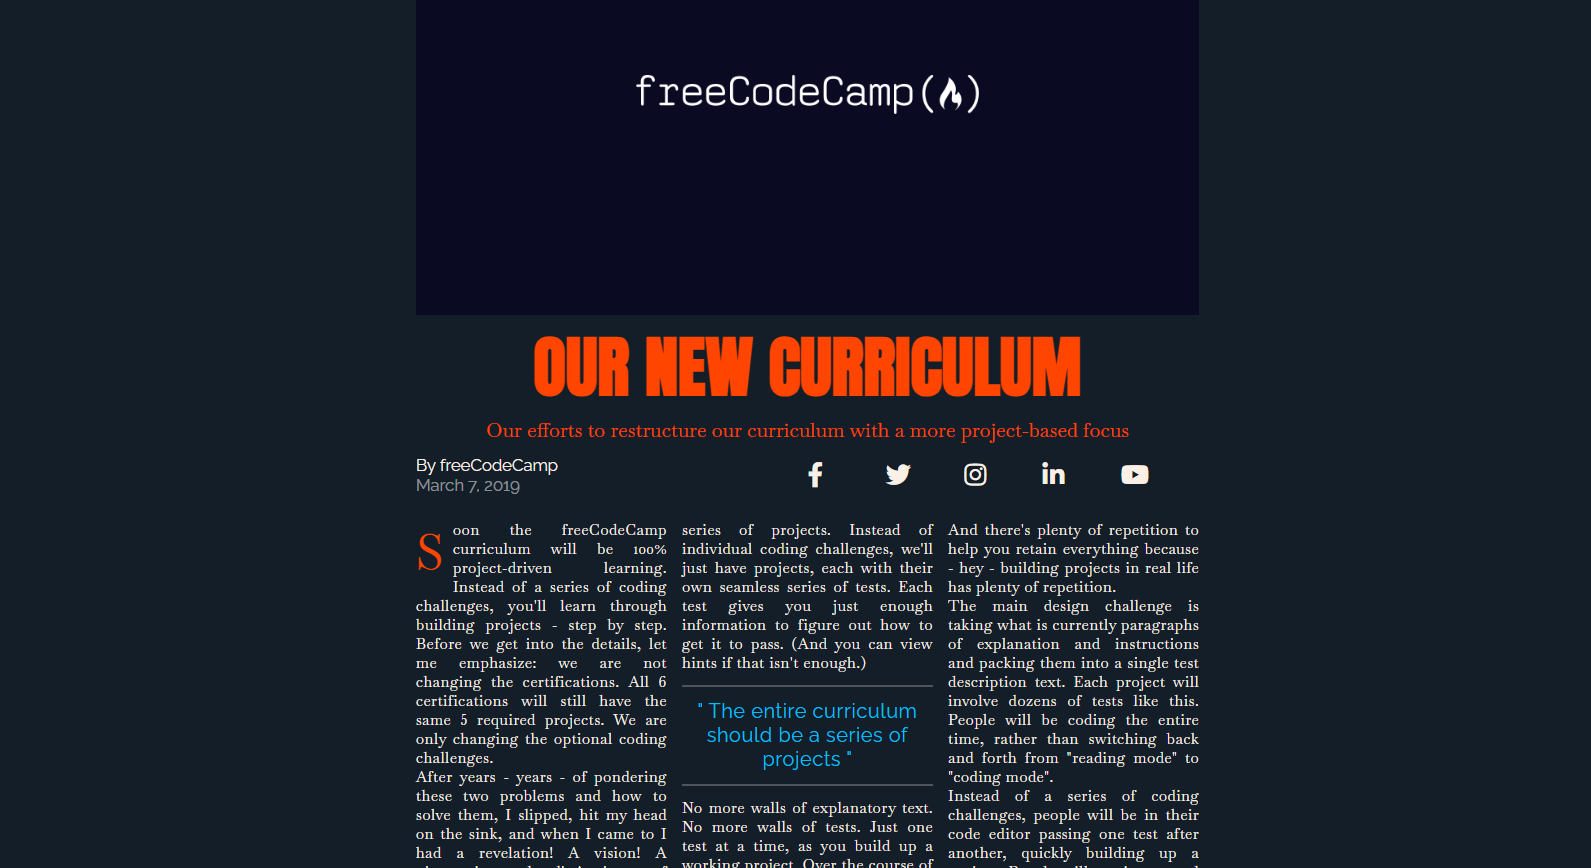 freeCodeCamp( )
OUR NEW CURRICULUM
Our efforts to restructure our curriculum with a more project-based focus
By freeCodeCamp
March 7, 2019
Soon the freeCodeCamp
curriculum will be 100%
project-driven learning.
Instead of a series of coding
challenges, you'll learn through
building projects - step by step.
Before we get into the details, let
me emphasize: we are not
changing the certifications. All 6
certifications will still have the
same 5 required projects. We are
only changing the optional coding
challenges.
After years - years - of pondering
these two problems and how to
solve them, I slipped, hit my head
on the sink, and when I came to I
had a revelation! A vision! A
series of projects. Instead of
individual coding challenges, we'll
just have projects, each with their
own seamless series of tests. Each
test gives you just enough
information to figure out how to
get it to pass. (And you can view
hints if that isn't enough.)
" The entire curriculum
should be a series of
projects "
No more walls of explanatory text.
No more walls of tests. Just one
test at a time, as you build up a
working project. Over the course of
And there's plenty of repetition to
help you retain everything because
- hey - building projects in real life
has plenty of repetition.
The main design challenge is
taking what is currently paragraphs
of explanation and instructions
and packing them into a single test
description text. Each project will
involve dozens of tests like this.
People will be coding the entire
time, rather than switching back
and forth from "reading mode" to
"coding mode".
Instead of a series of coding
challenges, people will be in their
code editor passing one test after
another, quickly building up a